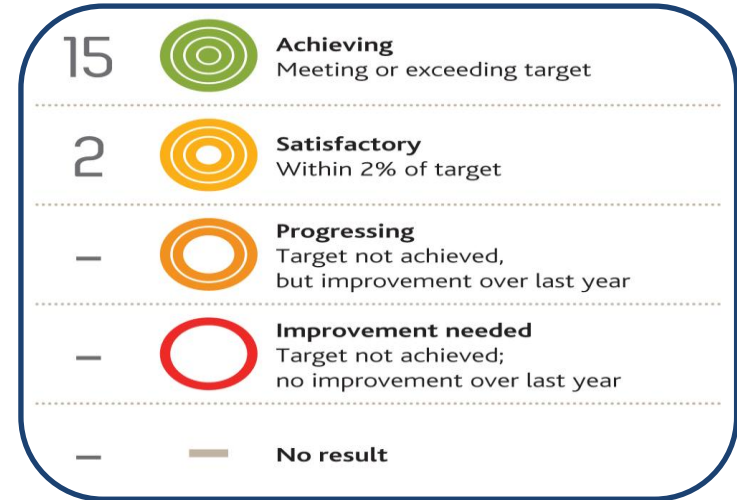 15
Achieving
Meeting or exceeding target
2
Satisfactory
Within 2% of target
–
Progressing
Target not achieved,
but improvement over last year
–
Improvement needed
Target not achieved;
no improvement over last year
–
No result